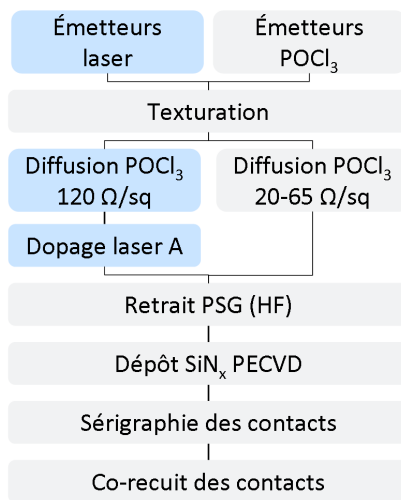 Émetteurs
laser
Émetteurs
POCl₃
Texturation
Diffusion POCl₃
120 Ω/sq
Diffusion POCl₃
20-65 Ω/sq
Dopage laser A
Retrait PSG (HF)
Dépôt SiNₓ PECVD
Sérigraphie des contacts
Co-recuit des contacts